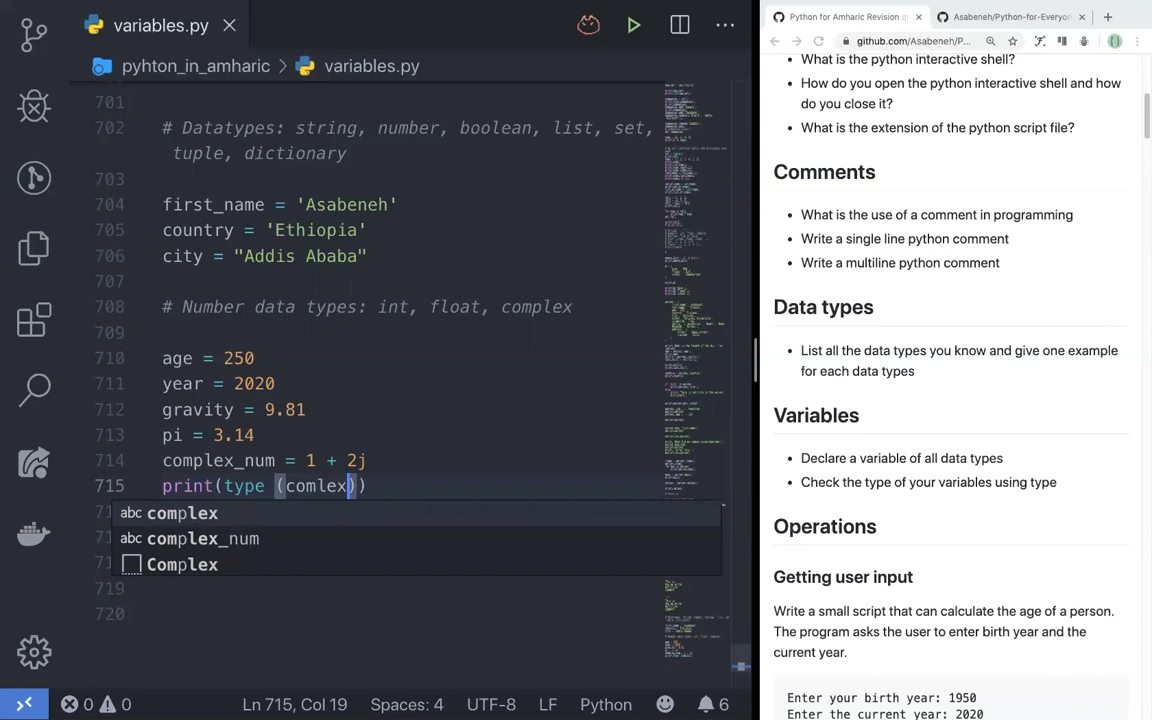 variables.py
pyhton_in_amharic > variables.py
701
702 # Datatypes: string, number, boolean, list, set,
tuple, dictionary
703
704 first_name = 'Asabeneh'
705 country = 'Ethiopia'
706 city = "Addis Ababa"
707
708 # Number data types: int, float, complex
709
710 age = 250
711 year = 2020
712 gravity = 9.81
713 pi = 3.14
714 complex_num = 1 + 2j
715 print(type (comlex))
abc complex
abc complex_num
Complex
719
720
0 0
Ln 715, Col 19
Spaces: 4
UTF-8
LF
Python
6
Python for Amharic Revision
Asabeneh/Python-for-Everyon
github.com/Asabeneh/P...
What is the python interactive shell?
How do you open the python interactive shell and how
do you close it?
What is the extension of the python script file?
Comments
What is the use of a comment in programming
Write a single line python comment
Write a multiline python comment
Data types
List all the data types you know and give one example
for each data types
Variables
Declare a variable of all data types
Check the type of your variables using type
Operations
Getting user input
Write a small script that can calculate the age of a person.
The program asks the user to enter birth year and the
current year.
Enter your birth year: 1950
Enter the current year: 2020